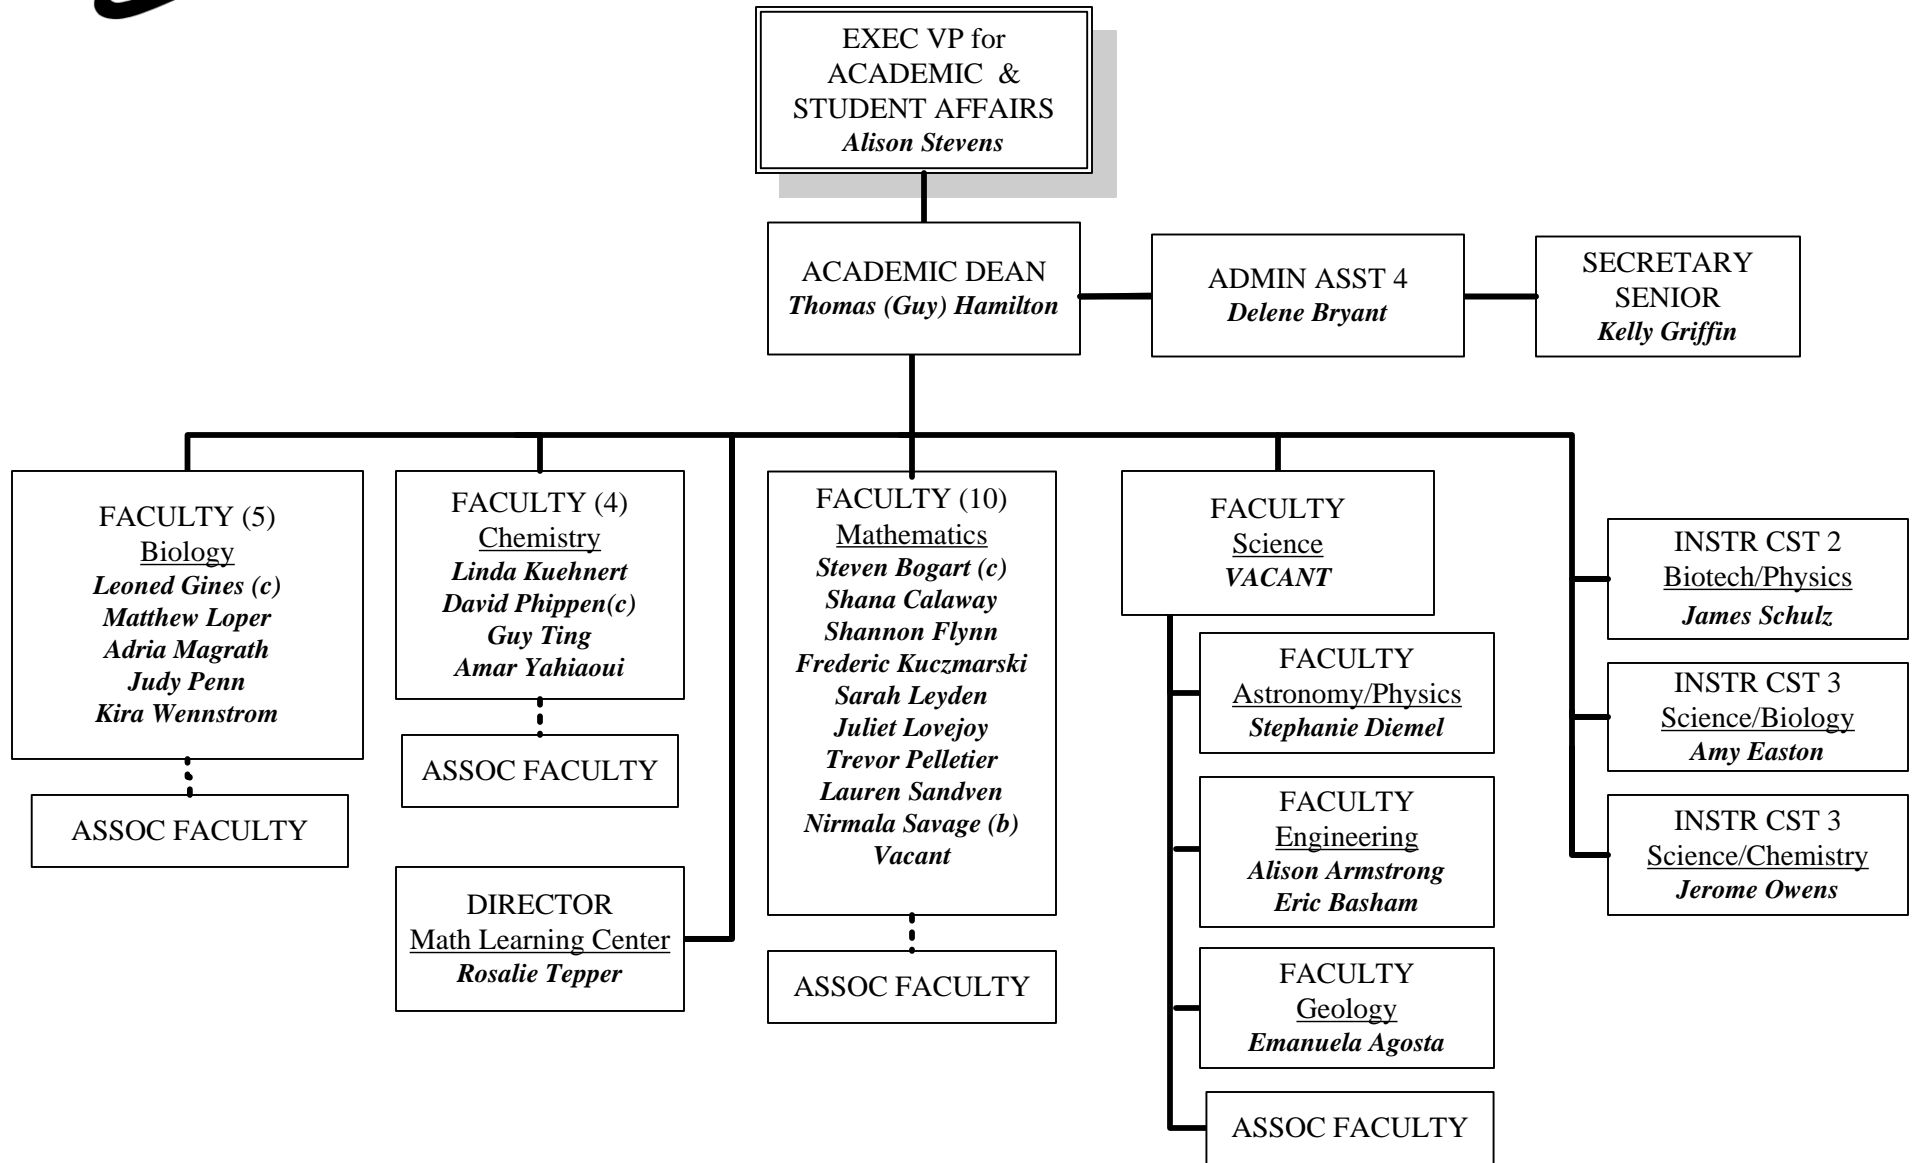 EXEC VP for
ACADEMIC &
STUDENT AFFAIRS
Alison Stevens
ACADEMIC DEAN
Thomas (Guy) Hamilton
ADMIN ASST 4
Delene Bryant
SECRETARY
SENIOR
Kelly Griffin
FACULTY (5)
Biology
Leoned Gines (c)
Matthew Loper
Adria Magrath
Judy Penn
Kira Wennstrom
ASSOC FACULTY
FACULTY (4)
Chemistry
Linda Kuehnert
David Phippen(c)
Guy Ting
Amar Yahiaoui
ASSOC FACULTY
DIRECTOR
Math Learning Center
Rosalie Tepper
FACULTY (10)
Mathematics
Steven Bogart (c)
Shana Calaway
Shannon Flynn
Frederic Kuczmarski
Sarah Leyden
Juliet Lovejoy
Trevor Pelletier
Lauren Sandven
Nirmala Savage (b)
Vacant
ASSOC FACULTY
FACULTY
Science
VACANT
FACULTY
Astronomy/Physics
Stephanie Diemel
FACULTY
Engineering
Alison Armstrong
Eric Basham
FACULTY
Geology
Emanuela Agosta
ASSOC FACULTY
INSTR CST 2
Biotech/Physics
James Schulz
INSTR CST 3
Science/Biology
Amy Easton
INSTR CST 3
Science/Chemistry
Jerome Owens